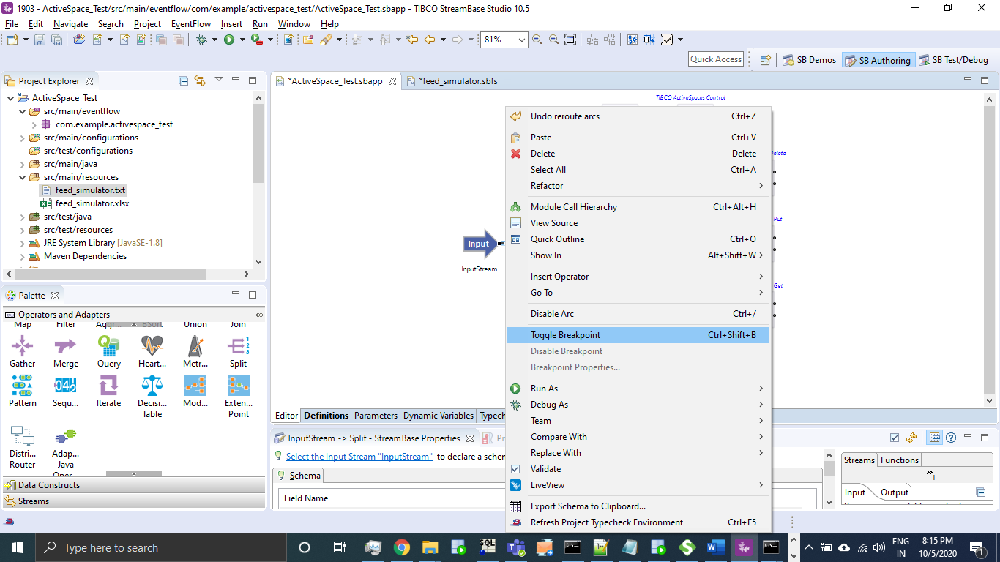 1903 - ActiveSpace_Test/src/main/eventflow/com/example/activespace_test/ActiveSpace_Test.sbapp - TIBCO StreamBase Studio 10.5
File Edit Navigate Search Project EventFlow Insert Run Window Help
81%
Quick Access
SB Demos
SB Authoring
SB Test/Debug
Project Explorer
ActiveSpace_Test
src/main/eventflow
com.example.activespace_test
src/main/configurations
src/test/configurations
src/main/java
src/main/resources
feed_simulator.txt
feed_simulator.xlsx
src/test/java
src/test/resources
JRE System Library [JavaSE-1.8]
Maven Dependencies
Palette
Operators and Adapters
Map Filter Aggr... BSort Union Join
Gather Merge Query Heart... Metr... Split
Pattern Sequ... Iterate Decisi... Table Mod... Exten... Point
Distri... Router
Adap... Java Oper...
Data Constructs
Streams
*ActiveSpace_Test.sbapp
*feed_simulator.sbfs
TIBCO ActiveSpaces Control
Input
InputStream
Delete
Put
Get
Undo reroute arcs Ctrl+Z
Paste Ctrl+V
Delete Delete
Select All Ctrl+A
Refactor
Module Call Hierarchy Ctrl+Alt+H
View Source
Quick Outline Ctrl+O
Show In Alt+Shift+W
Insert Operator
Go To
Disable Arc Ctrl+/
Toggle Breakpoint Ctrl+Shift+B
Disable Breakpoint
Breakpoint Properties...
Run As
Debug As
Team
Compare With
Replace With
Validate
LiveView
Export Schema to Clipboard...
Refresh Project Typecheck Environment Ctrl+F5
Editor Definitions Parameters Dynamic Variables Typech
InputStream -> Split - StreamBase Properties
Pr
Select the Input Stream "InputStream" to declare a schem
Schema
Field Name
Streams Functions
1
Input Output
Type here to search
ENG
IN
8:15 PM
10/5/2020
1